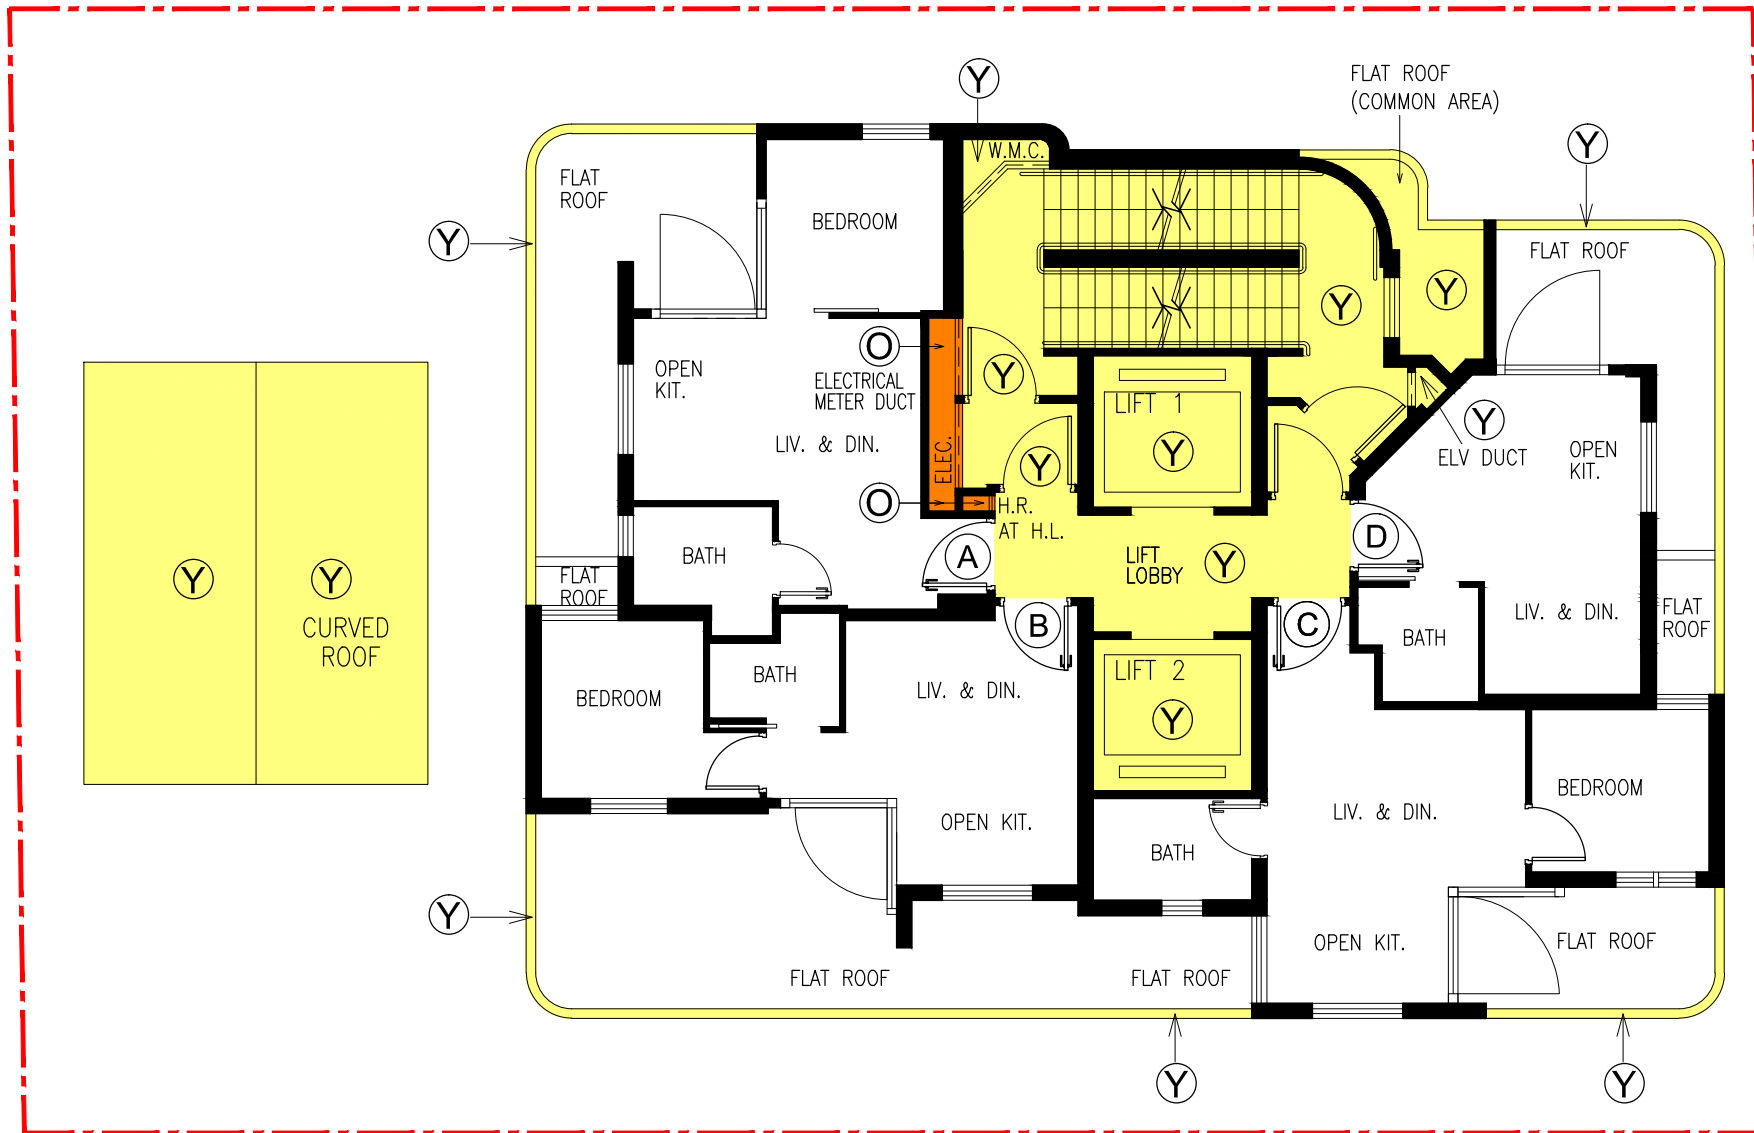 FLAT ROOF
(COMMON AREA)
Y
Y
W.M.C.
FLAT
ROOF
BEDROOM
Y
FLAT ROOF
Y
Y
O
OPEN
KIT.
ELECTRICAL
METER DUCT
Y
LIFT 1
Y
LIV. & DIN.
ELEC.
Y
Y
ELV DUCT
OPEN
KIT.
O
H.R.
AT H.L.
BATH
A
LIFT
LOBBY
Y
D
FLAT
ROOF
Y
Y
CURVED
ROOF
B
C
LIV. & DIN.
FLAT
ROOF
BATH
BATH
BEDROOM
LIV. & DIN.
LIFT 2
Y
BEDROOM
OPEN KIT.
LIV. & DIN.
BATH
Y
OPEN KIT.
FLAT ROOF
FLAT ROOF
FLAT ROOF
Y
Y